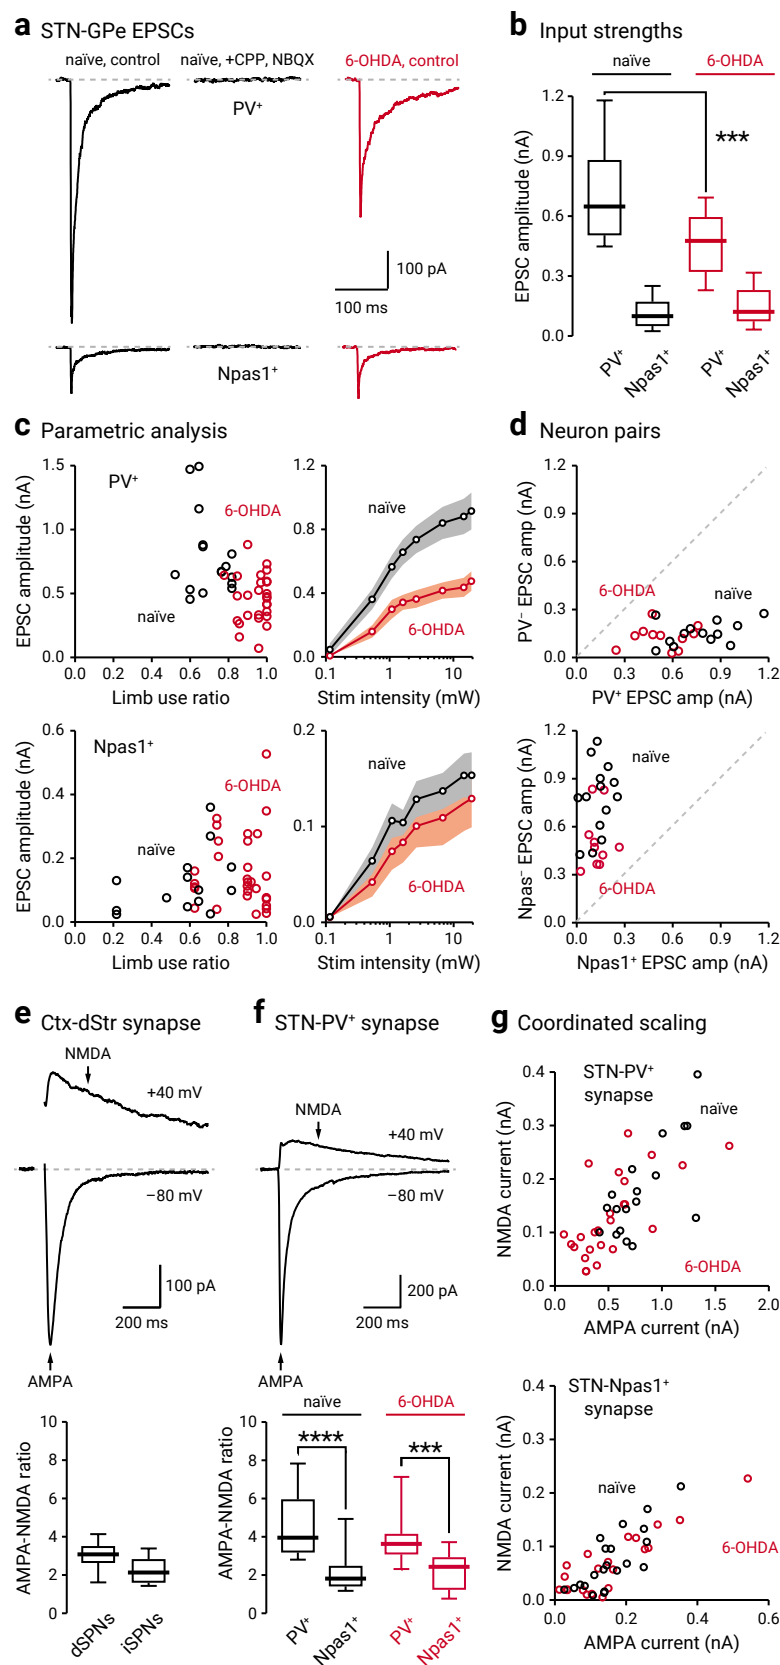 a STN-GPe EPSCs
naïve, control
naïve, +CPP, NBQX
6-OHDA, control
PV⁺
100 pA
100 ms
Npas1⁺
b Input strengths
naïve
6-OHDA
EPSC amplitude (nA)
1.2
0.9
0.6
0.3
0.0
***
PV⁺
Npas1⁺
PV⁺
Npas1⁺
c Parametric analysis
EPSC amplitude (nA)
1.5
1.0
0.5
0.0
PV⁺
6-OHDA
naïve
0.0 0.2 0.4 0.6 0.8 1.0
Limb use ratio
1.2
0.8
0.4
0.0
naïve
6-OHDA
0.1 1 10
Stim intensity (mW)
EPSC amplitude (nA)
0.6
0.4
0.2
0.0
Npas1⁺
6-OHDA
naïve
0.0 0.2 0.4 0.6 0.8 1.0
Limb use ratio
0.2
0.1
0.0
naïve
6-OHDA
0.1 1 10
Stim intensity (mW)
d Neuron pairs
PV⁻ EPSC amp (nA)
1.2
0.9
0.6
0.3
0.0
6-OHDA
naïve
0.0 0.3 0.6 0.9 1.2
PV⁺ EPSC amp (nA)
Npas⁻ EPSC amp (nA)
1.2
0.9
0.6
0.3
0.0
naïve
6-OHDA
0.0 0.3 0.6 0.9 1.2
Npas1⁺ EPSC amp (nA)
e Ctx-dStr synapse
NMDA
+40 mV
−80 mV
100 pA
200 ms
AMPA
AMPA-NMDA ratio
10
8
6
4
2
0
dSPNs
iSPNs
f STN-PV⁺ synapse
NMDA
+40 mV
−80 mV
200 pA
200 ms
AMPA
naïve
6-OHDA
AMPA-NMDA ratio
10
8
6
4
2
0
****
***
PV⁺
Npas1⁺
PV⁺
Npas1⁺
g Coordinated scaling
NMDA current (nA)
0.4
0.3
0.2
0.1
0.0
STN-PV⁺
synapse
naïve
6-OHDA
0.0 0.5 1.0 1.5 2.0
AMPA current (nA)
NMDA current (nA)
0.4
0.3
0.2
0.1
0.0
STN-Npas1⁺
synapse
naïve
6-OHDA
0.0 0.2 0.4 0.6
AMPA current (nA)